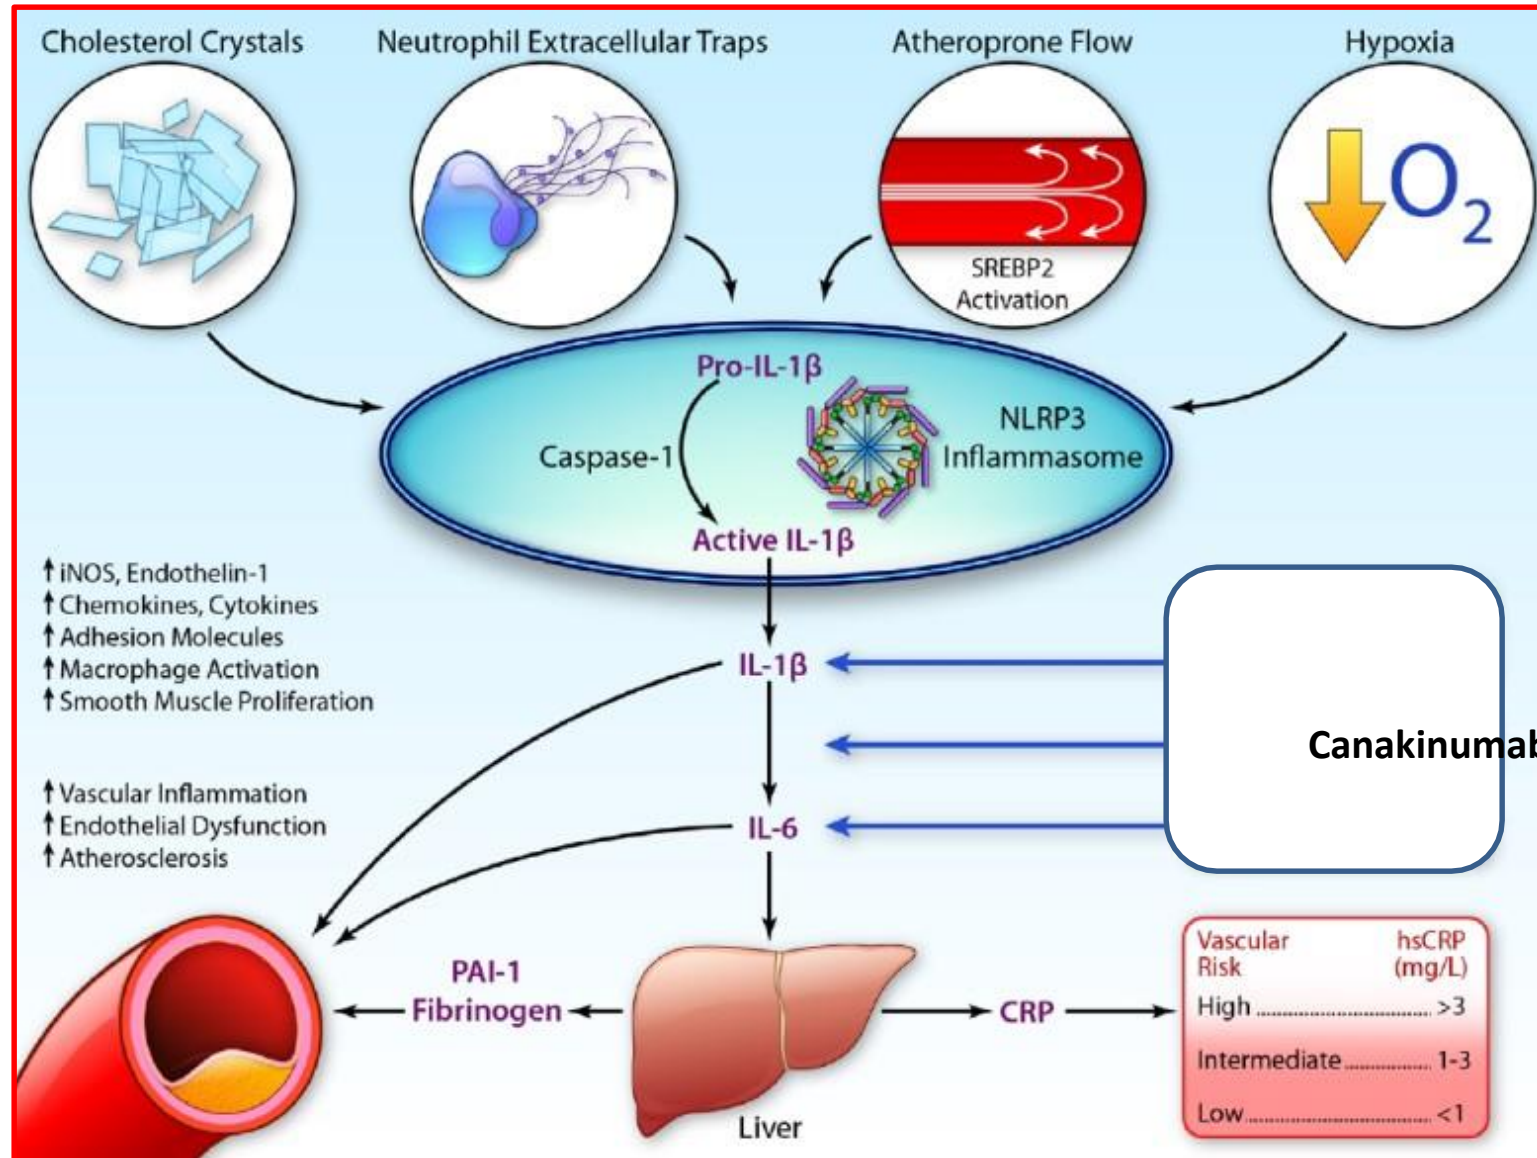 Cholesterol Crystals
Neutrophil Extracellular Traps
Atheroprone Flow
Hypoxia
O2
SREBP2
Activation
Pro-IL-1β
Caspase-1
NLRP3
Inflammasome
Active IL-1β
↑ iNOS, Endothelin-1
↑ Chemokines, Cytokines
↑ Adhesion Molecules
↑ Macrophage Activation
↑ Smooth Muscle Proliferation
IL-1β
Canakinumab
↑ Vascular Inflammation
↑ Endothelial Dysfunction
↑ Atherosclerosis
IL-6
PAI-1
Fibrinogen
Liver
CRP
Vascular hsCRP
Risk (mg/L)
High ........................... >3
Intermediate ............. 1-3
Low ........................... <1